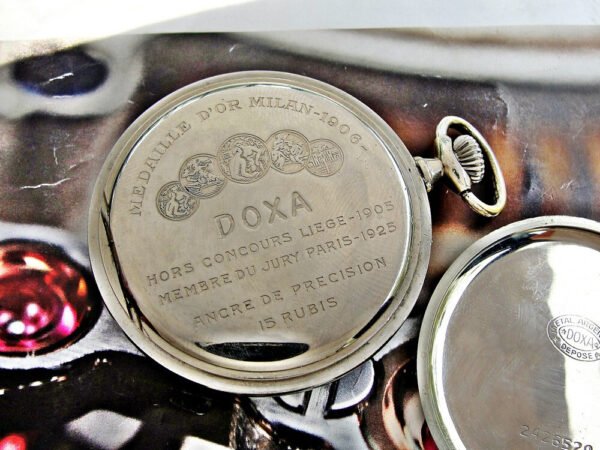 MEDAILLE D'OR MILAN-1906-
DOXA
HORS CONCOURS LIEGE-1905
MEMBRE DU JURY PARIS-1925
ANCRE DE PRECISION
15 RUBIS
DOXA
DEPOSE